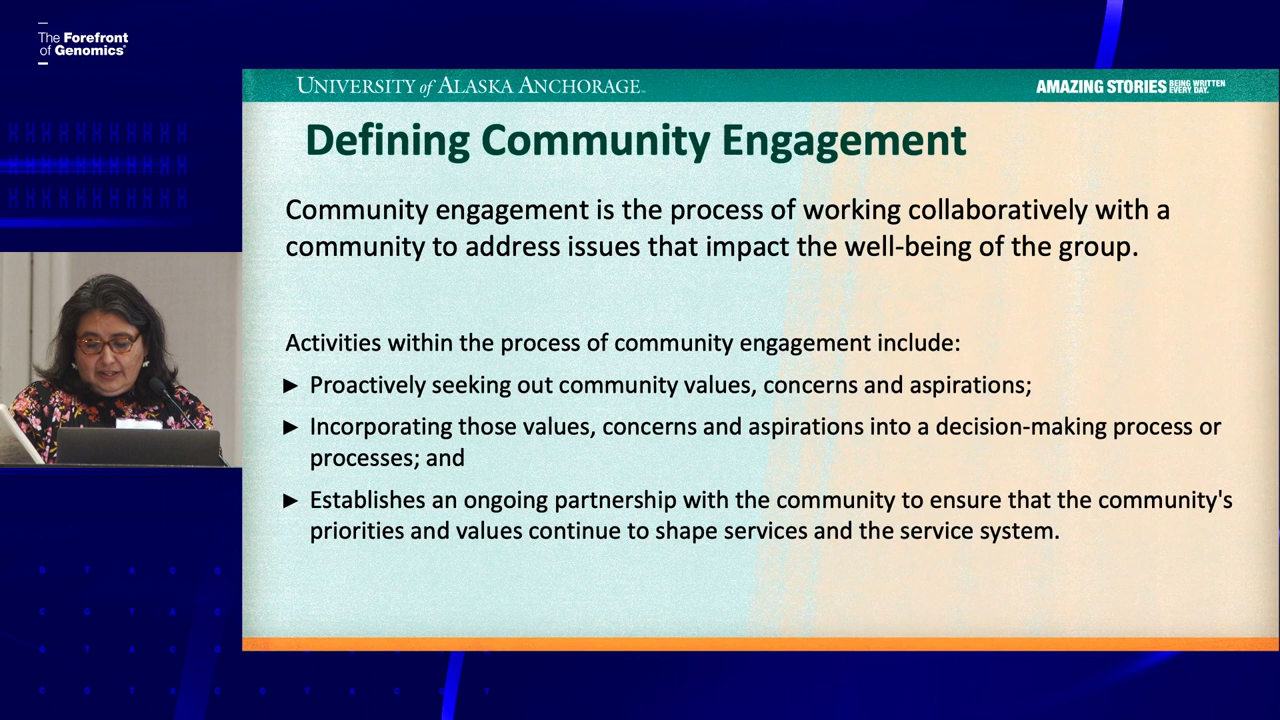 The Forefront
of Genomics®
UNIVERSITY of ALASKA ANCHORAGE
AMAZING STORIES BEING WRITTEN
EVERY DAY.
Defining Community Engagement
Community engagement is the process of working collaboratively with a
community to address issues that impact the well-being of the group.
Activities within the process of community engagement include:
► Proactively seeking out community values, concerns and aspirations;
► Incorporating those values, concerns and aspirations into a decision-making process or
processes; and
► Establishes an ongoing partnership with the community to ensure that the community's
priorities and values continue to shape services and the service system.